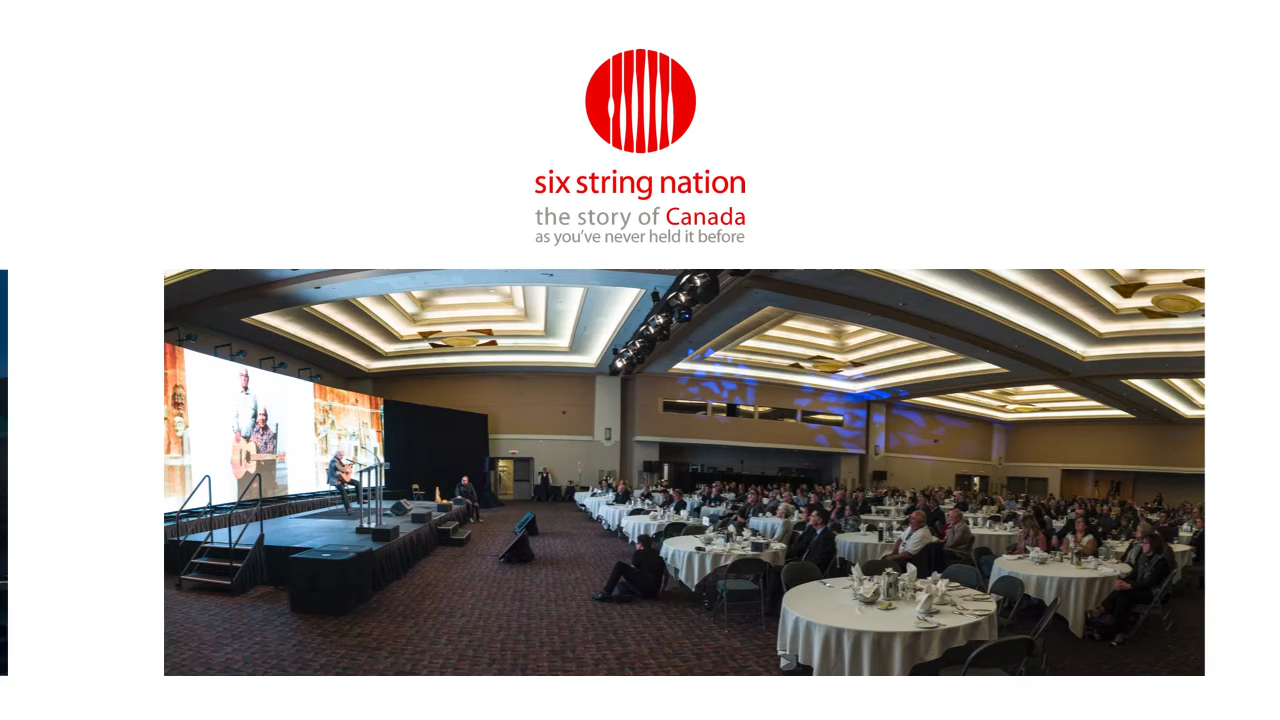 six string nation
the story of Canada
as you've never held it before